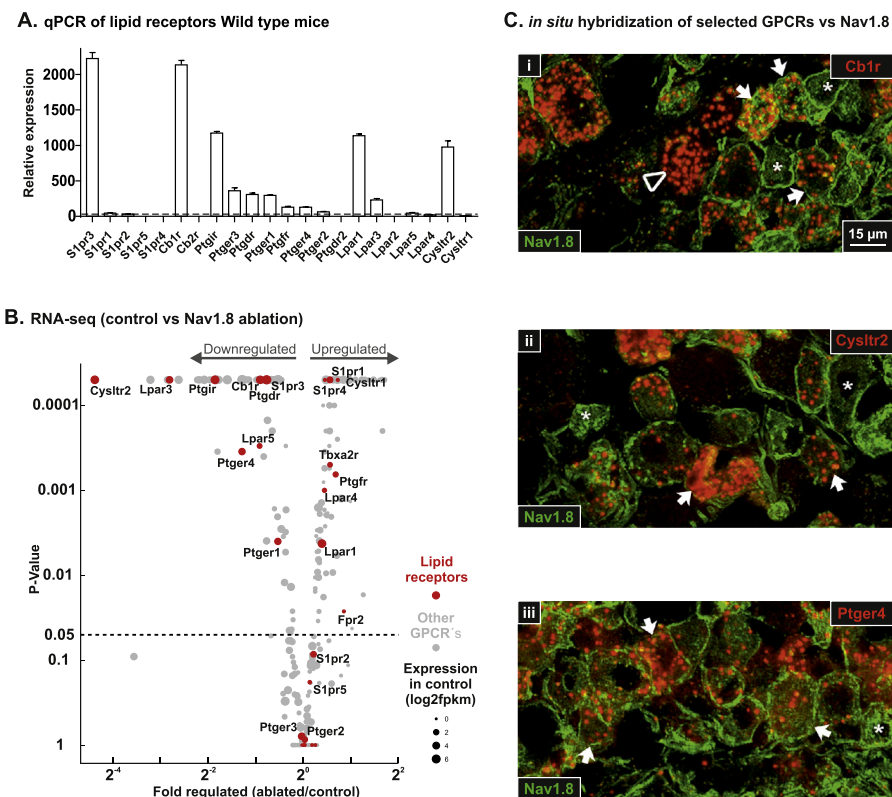 A. qPCR of lipid receptors Wild type mice
Relative expression
2000
1500
1000
500
0
S1pr3
S1pr1
S1pr2
S1pr5
S1pr4
Cb1r
Cb2r
Ptgir
Ptger3
Ptgdr
Ptger1
Ptgfr
Ptger4
Ptger2
Ptgdr2
Lpar1
Lpar3
Lpar2
Lpar5
Lpar4
Cysltr2
Cysltr1
B. RNA-seq (control vs Nav1.8 ablation)
Downregulated
Upregulated
P-Value
0.0001
0.001
0.01
0.05
0.1
1
Cysltr2
Lpar3
Ptgir
Cb1r
Ptgdr
S1pr3
S1pr1
S1pr4
Cysltr1
Lpar5
Ptger4
Tbxa2r
Ptgfr
Lpar4
Ptger1
Lpar1
Fpr2
S1pr2
S1pr5
Ptger3
Ptger2
2-4
2-2
20
22
Fold regulated (ablated/control)
Lipid
receptors
Other
GPCR´s
Expression
in control
(log2fpkm)
0
2
4
6
C. in situ hybridization of selected GPCRs vs Nav1.8
i
Cb1r
*
*
Nav1.8
15 µm
ii
Cysltr2
*
*
Nav1.8
iii
Ptger4
*
Nav1.8